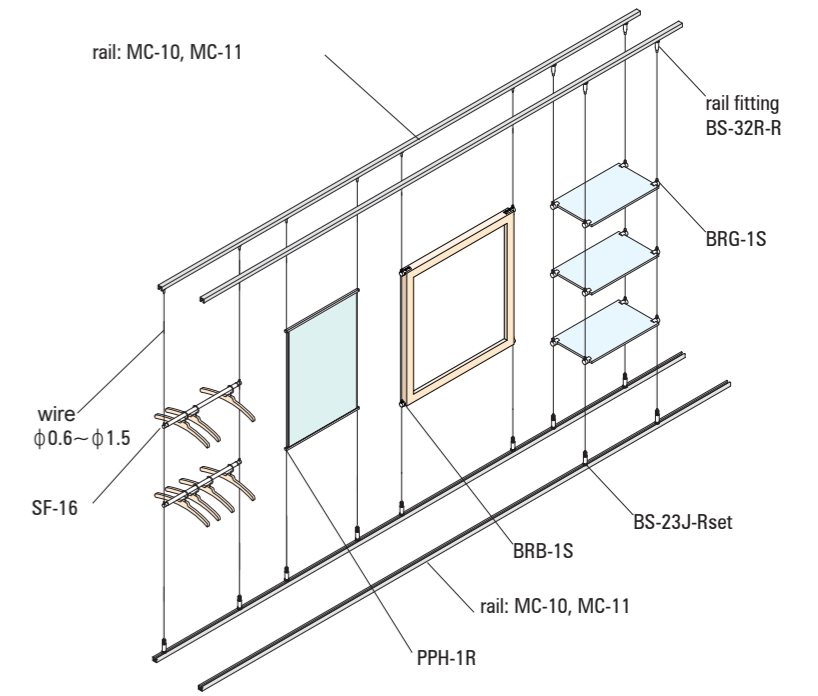 rail: MC-10, MC-11
rail fitting
BS-32R-R
BRG-1S
wire
ϕ0.6～ϕ1.5
SF-16
BS-23J-Rset
BRB-1S
rail: MC-10, MC-11
PPH-1R